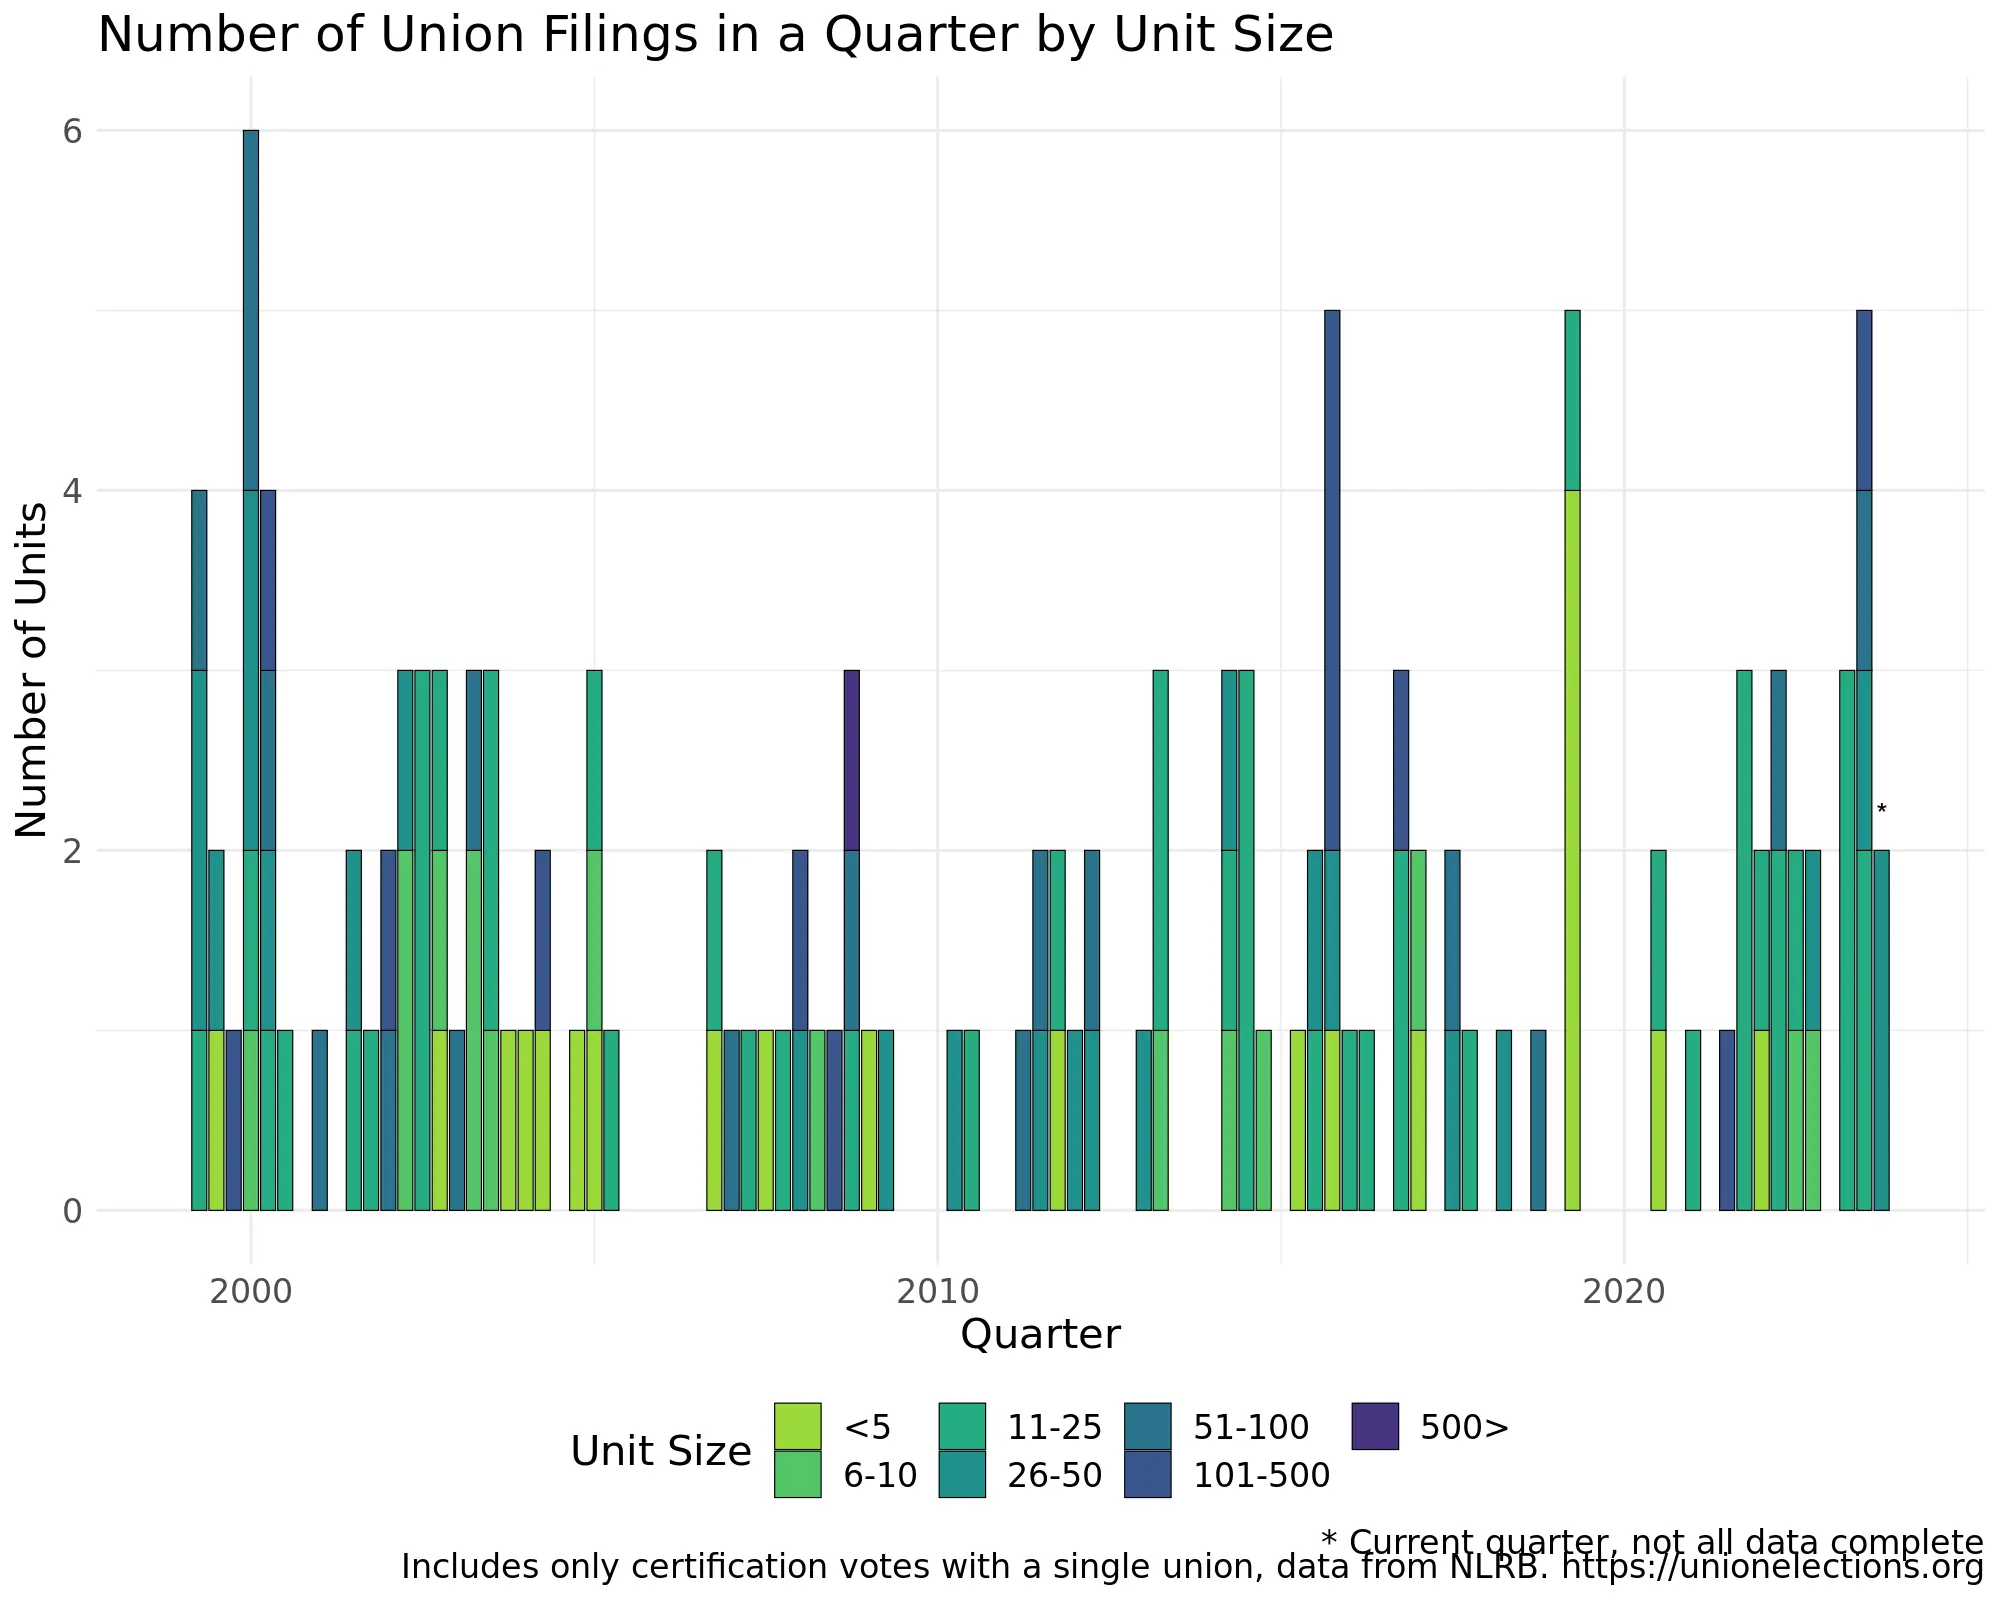 Number of Union Filings in a Quarter by Unit Size
Number of Units
6
4
2
0
*
2000 2010 2020
Quarter
Unit Size
<5 11-25 51-100 500>
6-10 26-50 101-500
* Current quarter, not all data complete
Includes only certification votes with a single union, data from NLRB. https://unionelections.org